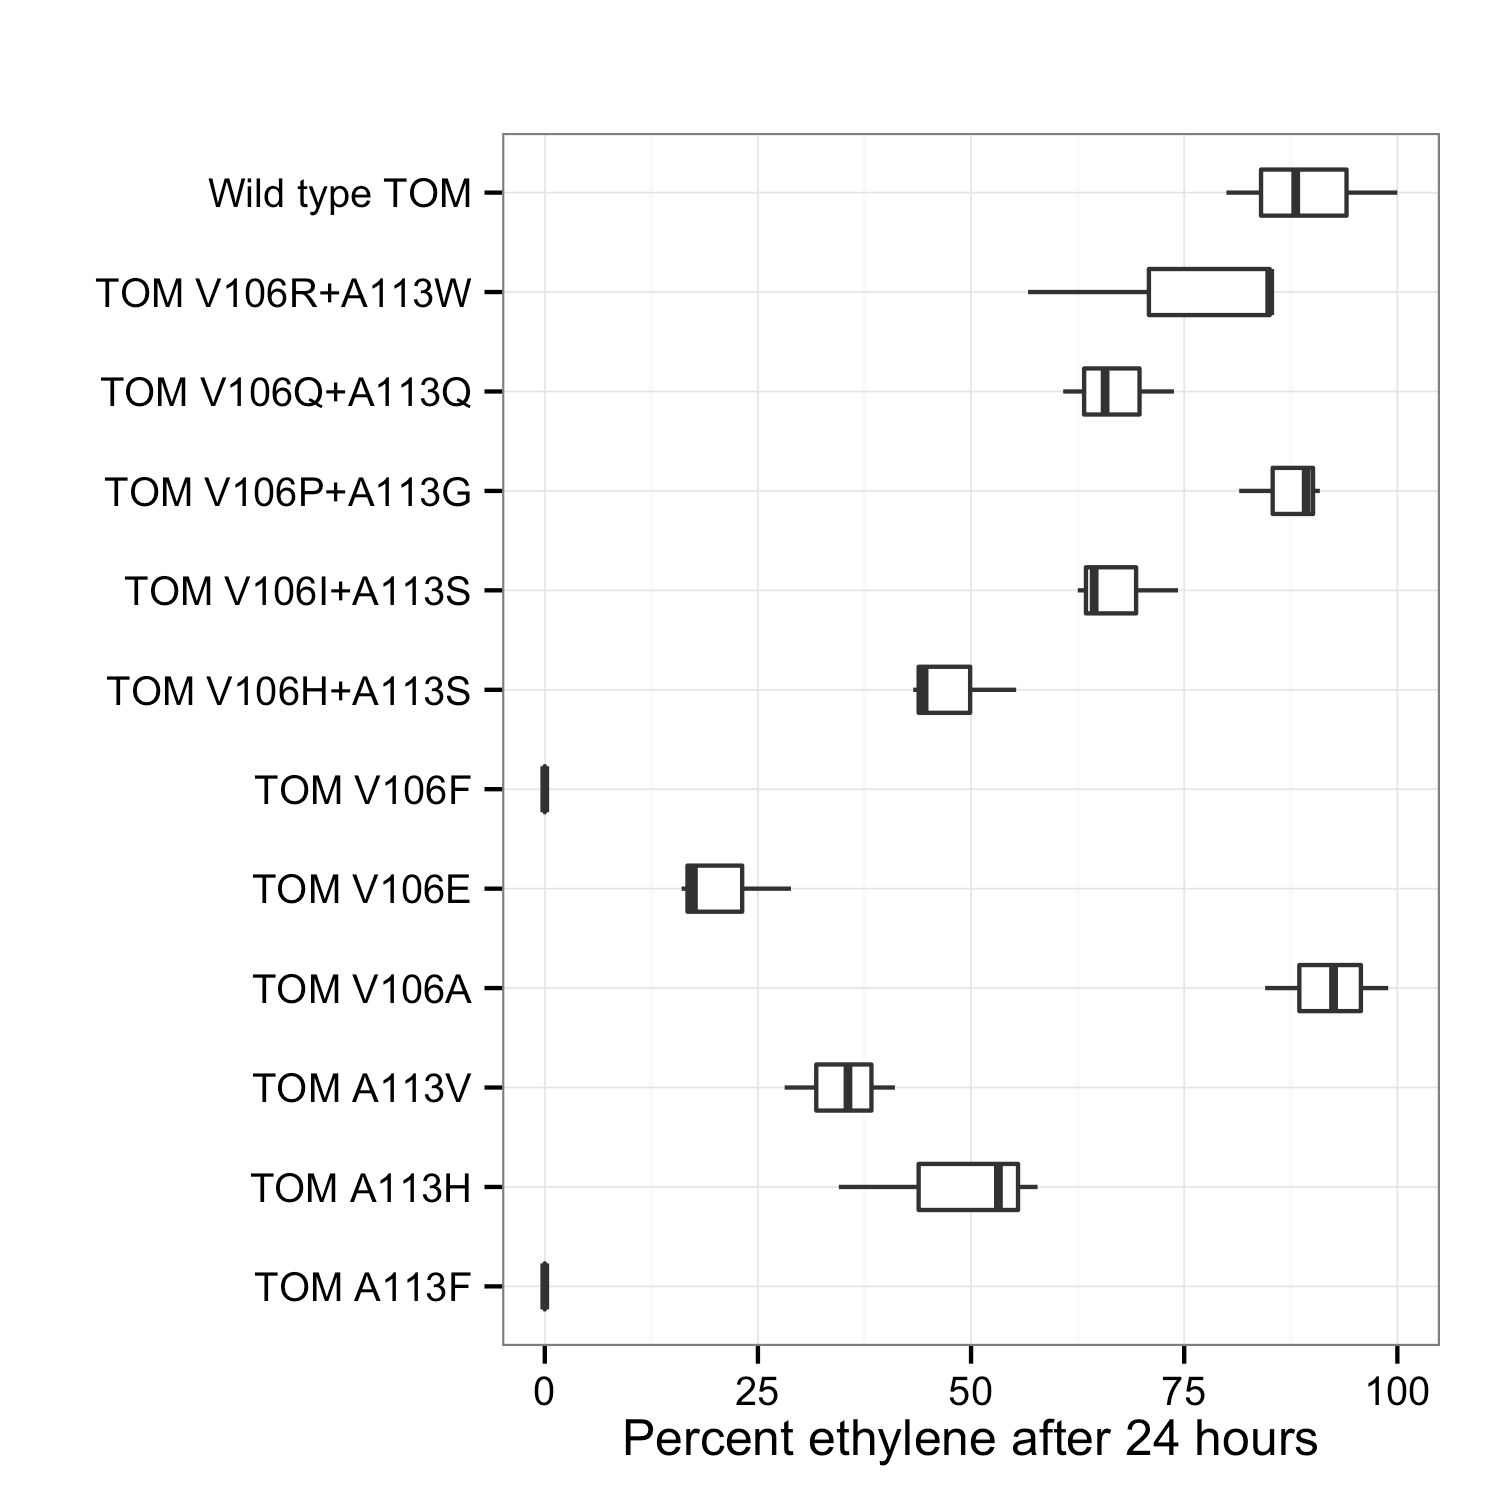 Wild type TOM
TOM V106R+A113W
TOM V106Q+A113Q
TOM V106P+A113G
TOM V106I+A113S
TOM V106H+A113S
TOM V106F
TOM V106E
TOM V106A
TOM A113V
TOM A113H
TOM A113F
0 25 50 75 100
Percent ethylene after 24 hours